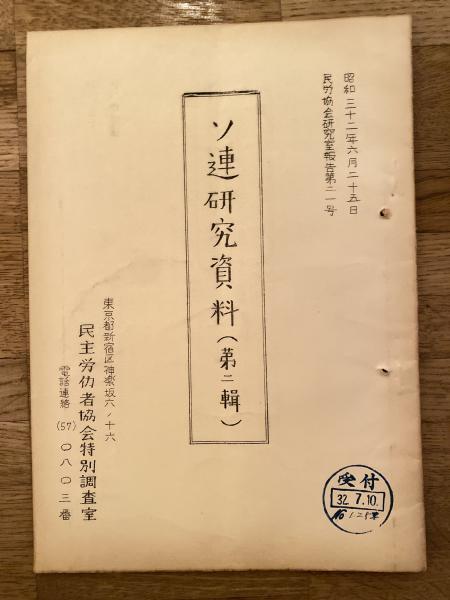 昭和三十二年六月二十五日
民労協会研究室報告第二一号
ソ連研究資料(第二輯)
東京都新宿区神楽坂六ノ十六
民主労仂者協会特別調査室
電話連絡(57)〇八〇三番
受付
32.7.10.